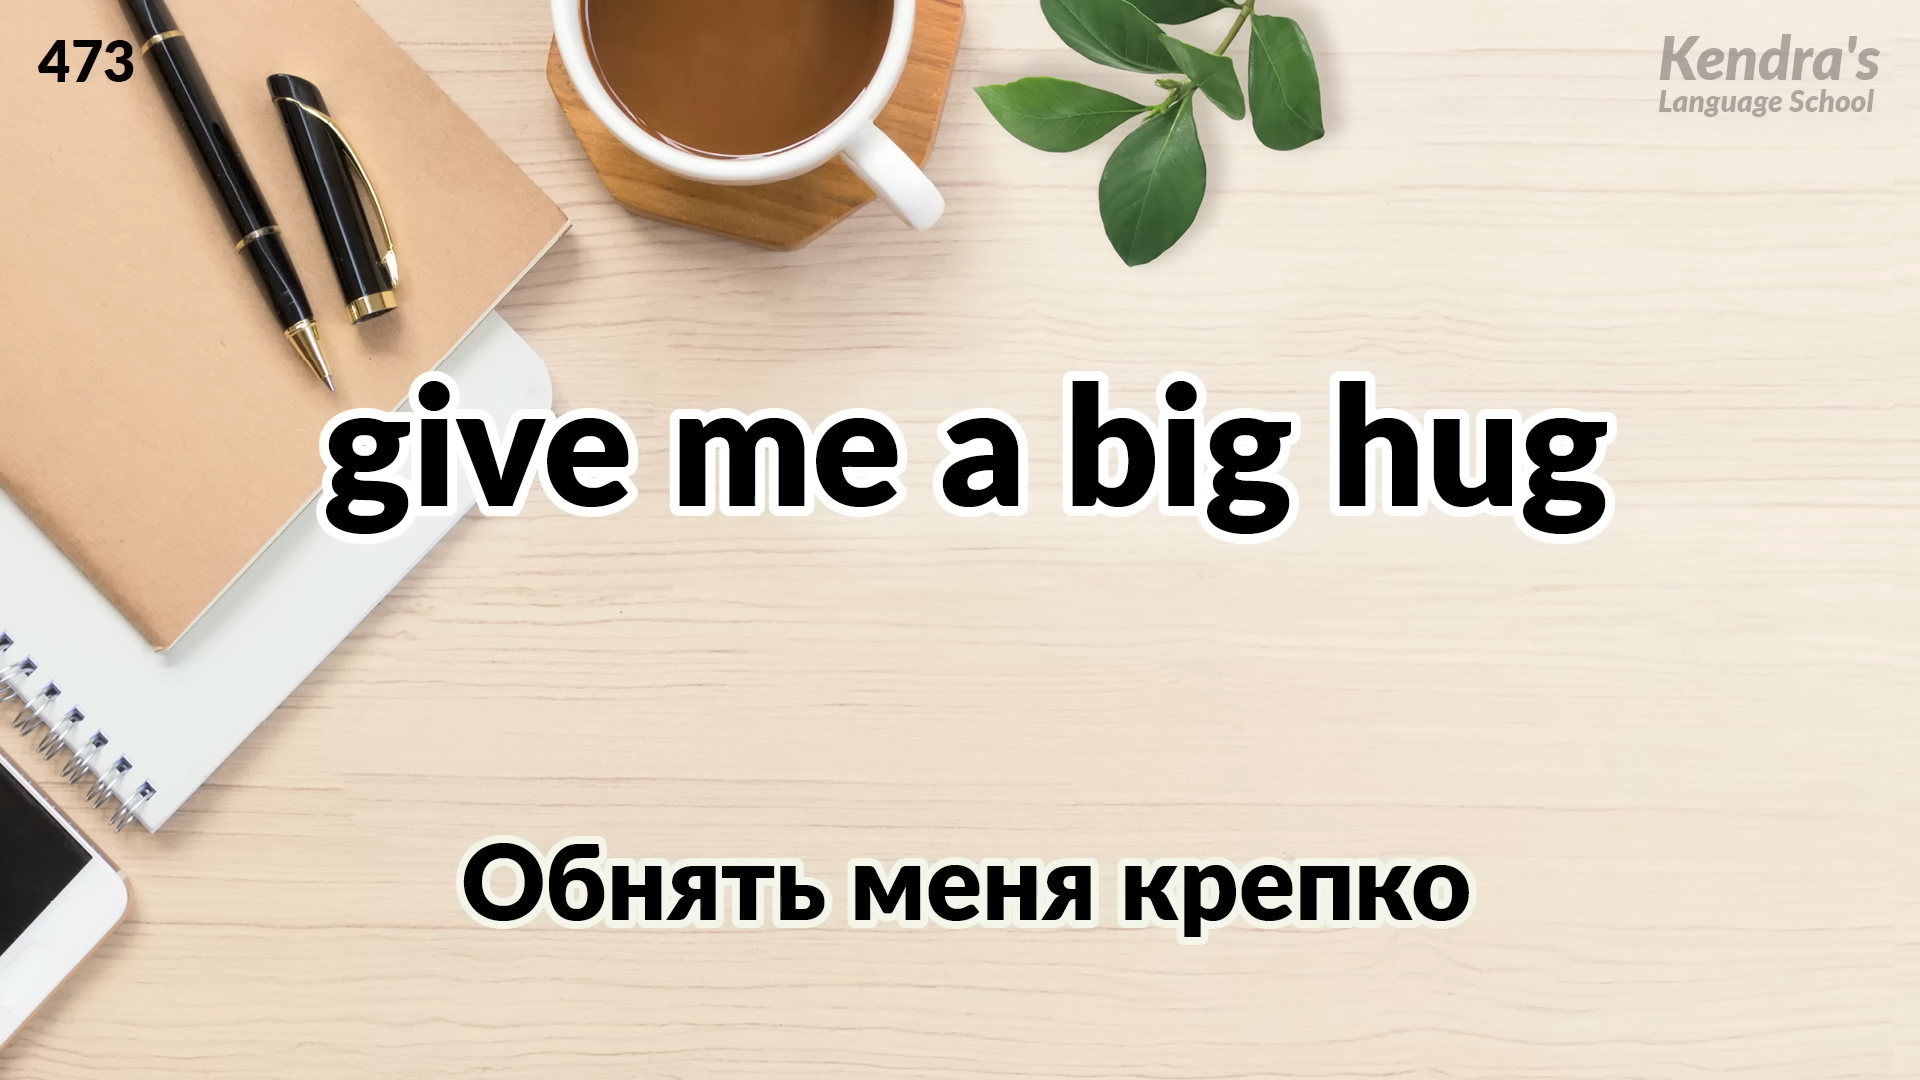 473
Kendra's
Language School
give me a big hug
Обнять меня крепко